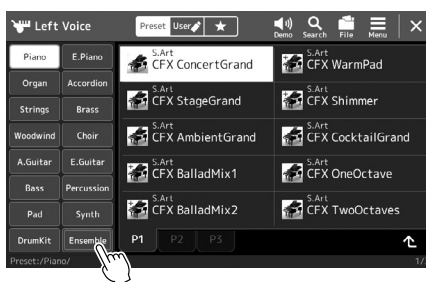 Left Voice
Preset User ★
Demo Search File Menu
Piano E.Piano
Organ Accordion
Strings Brass
Woodwind Choir
A.Guitar E.Guitar
Bass Percussion
Pad Synth
DrumKit Ensemble
S.Art
CFX ConcertGrand
S.Art
CFX WarmPad
S.Art
CFX StageGrand
S.Art
CFX Shimmer
S.Art
CFX AmbientGrand
S.Art
CFX CocktailGrand
S.Art
CFX BalladMix1
S.Art
CFX OneOctave
S.Art
CFX BalladMix2
S.Art
CFX TwoOctaves
P1 P2 P3
Preset:/Piano/